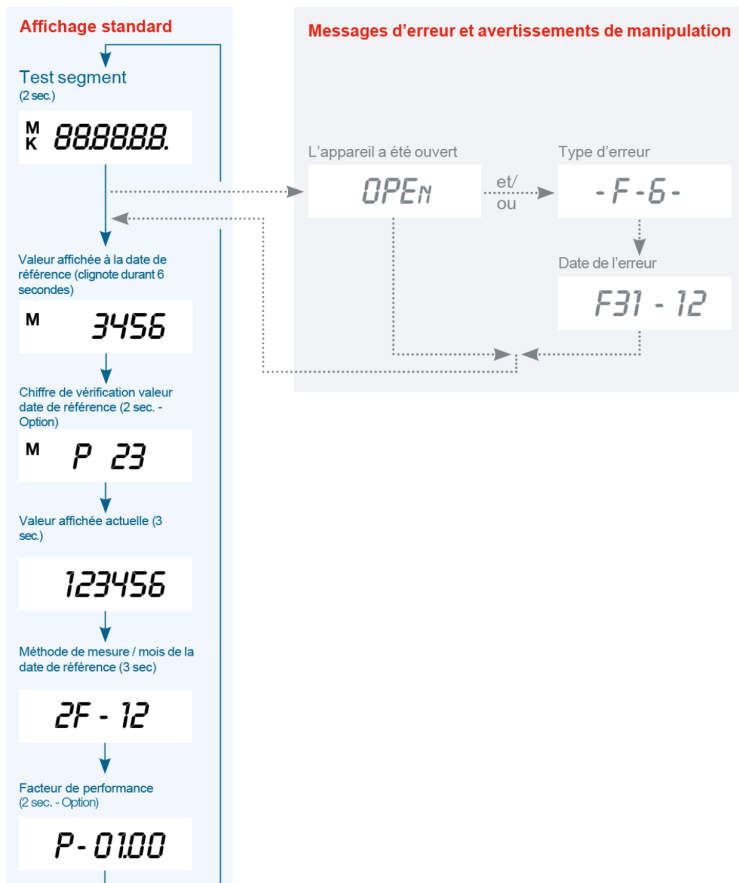 Affichage standard
Test segment
(2 sec.)
M
K
888888.
Valeur affichée à la date de
référence (clignote durant 6
secondes)
M 3456
Chiffre de vérification valeur
date de référence (2 sec. -
Option)
M P 23
Valeur affichée actuelle (3
sec.)
123456
Méthode de mesure / mois de la
date de référence (3 sec)
2F - 12
Facteur de performance
(2 sec. - Option)
P- 01.00
Messages d’erreur et avertissements de manipulation
L'appareil a été ouvert
OPEn
et/
ou
Type d’erreur
- F -6-
Date de l’erreur
F31 - 12